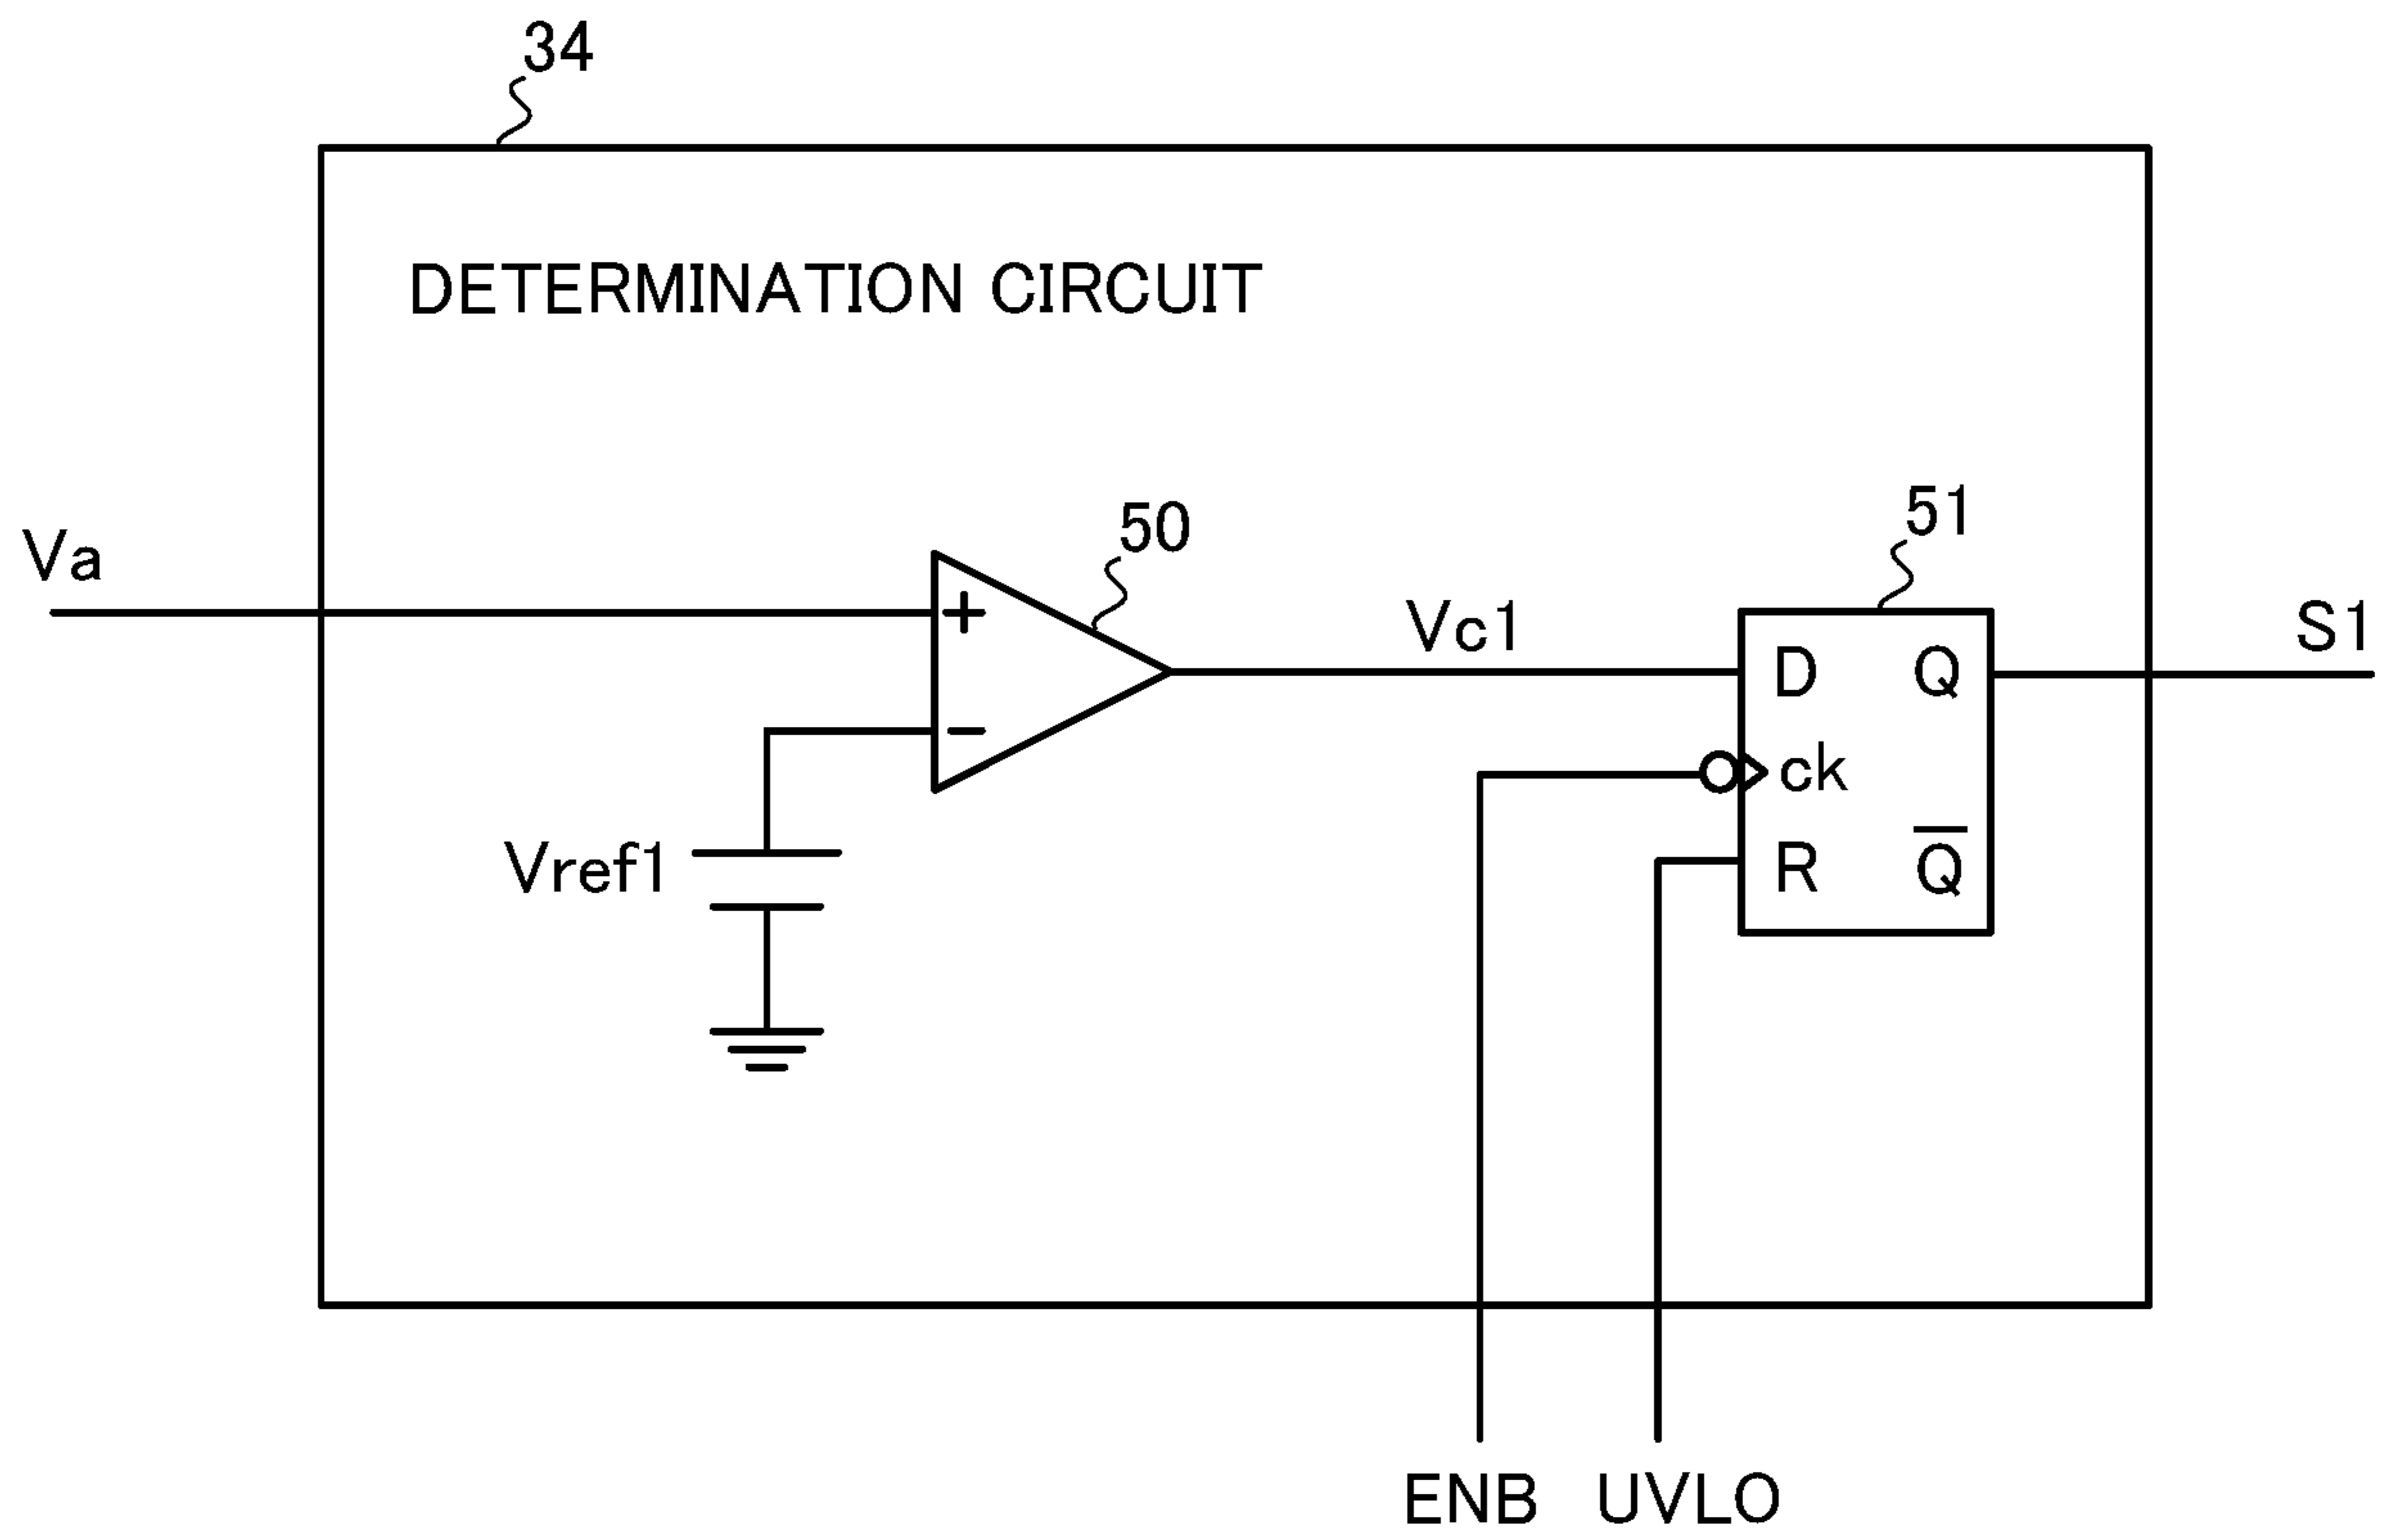 34
DETERMINATION CIRCUIT
Va
50
51
+
−
Vc1
S1
D Q
ck
R Q̅
Vref1
ENB UVLO